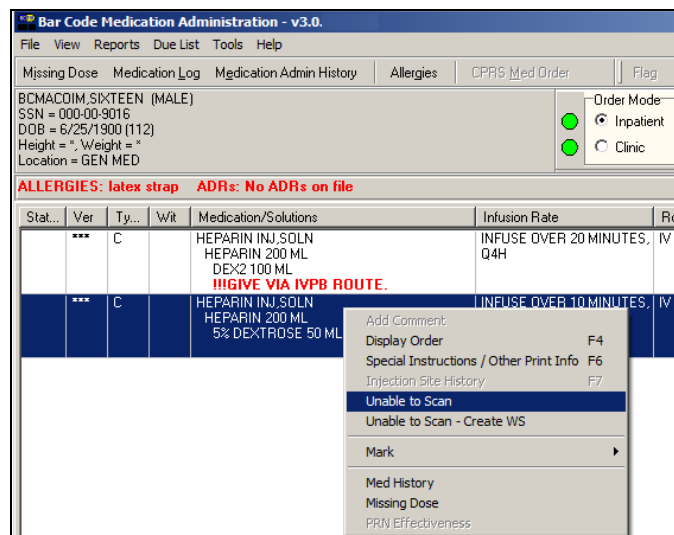 Bar Code Medication Administration - v3.0.
File View Reports Due List Tools Help
Missing Dose Medication Log Medication Admin History Allergies CPRS Med Order Flag
BCMACOIM,SIXTEEN (MALE)
SSN = 000-00-9016
DOB = 6/25/1900 (112)
Height = *, Weight = *
Location = GEN MED
Order Mode
Inpatient
Clinic
ALLERGIES: latex strap ADRs: No ADRs on file
Stat... Ver Ty... Wit Medication/Solutions Infusion Rate
*** C HEPARIN INJ,SOLN INFUSE OVER 20 MINUTES, IV
HEPARIN 200 ML Q4H
DEX2 100 ML
!!!GIVE VIA IVPB ROUTE.
*** C HEPARIN INJ,SOLN INFUSE OVER 10 MINUTES, IV
HEPARIN 200 ML
5% DEXTROSE 50 ML
Add Comment
Display Order F4
Special Instructions / Other Print Info F6
Injection Site History F7
Unable to Scan
Unable to Scan - Create WS
Mark
Med History
Missing Dose
PRN Effectiveness